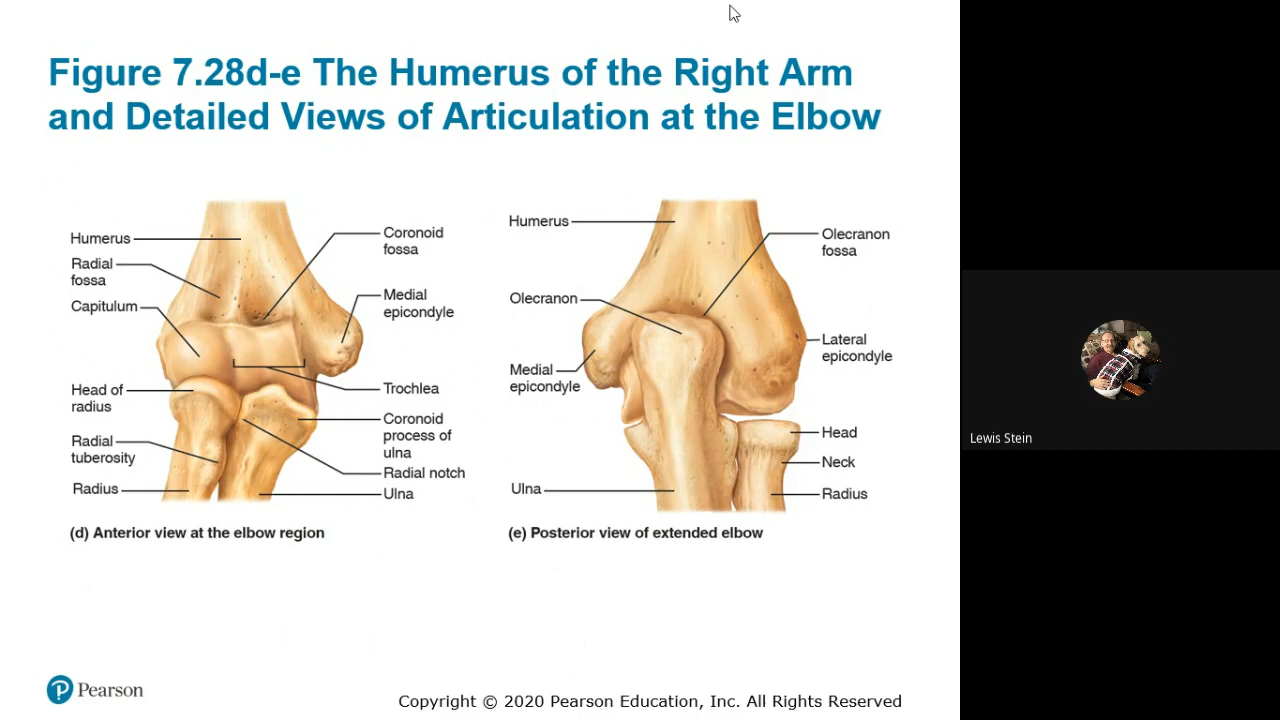 Figure 7.28d-e The Humerus of the Right Arm
and Detailed Views of Articulation at the Elbow
Humerus
Radial
fossa
Capitulum
Head of
radius
Radial
tuberosity
Radius
Coronoid
fossa
Medial
epicondyle
Trochlea
Coronoid
process of
ulna
Radial notch
Ulna
(d) Anterior view at the elbow region
Humerus
Olecranon
Medial
epicondyle
Ulna
Olecranon
fossa
Lateral
epicondyle
Head
Neck
Radius
(e) Posterior view of extended elbow
Lewis Stein
P Pearson
Copyright © 2020 Pearson Education, Inc. All Rights Reserved